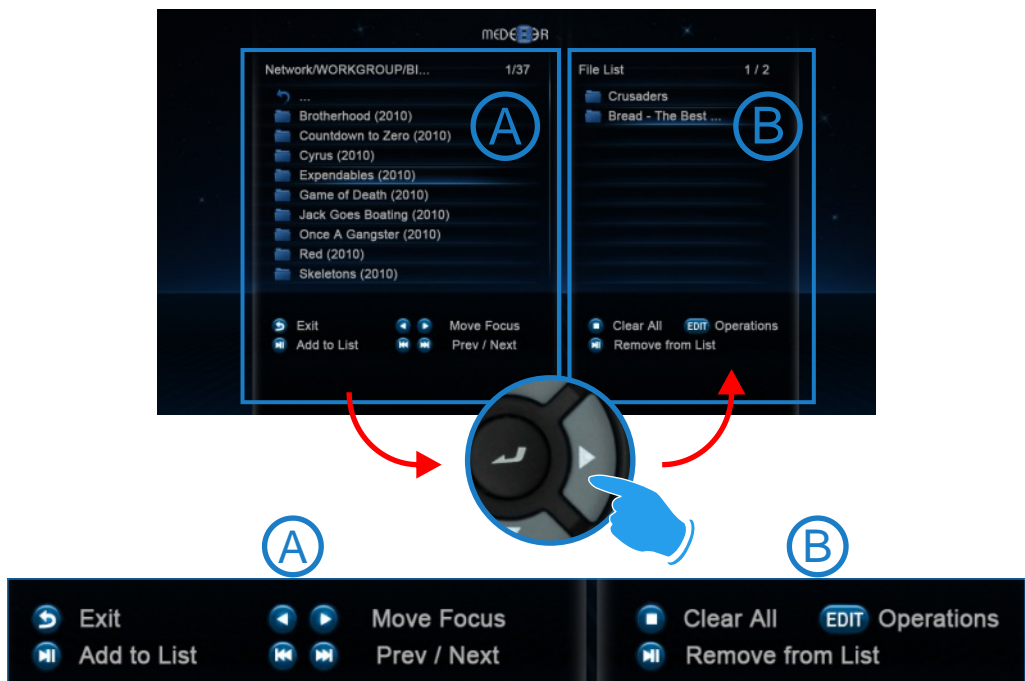 MEDE8ER
Network/WORKGROUP/BI... 1/37
...
Brotherhood (2010)
Countdown to Zero (2010)
Cyrus (2010)
Expendables (2010)
Game of Death (2010)
Jack Goes Boating (2010)
Once A Gangster (2010)
Red (2010)
Skeletons (2010)
Exit Move Focus
Add to List Prev / Next
A
File List 1 / 2
Crusaders
Bread - The Best ...
Clear All EDIT Operations
Remove from List
B
A
Exit Move Focus
Add to List Prev / Next
B
Clear All EDIT Operations
Remove from List